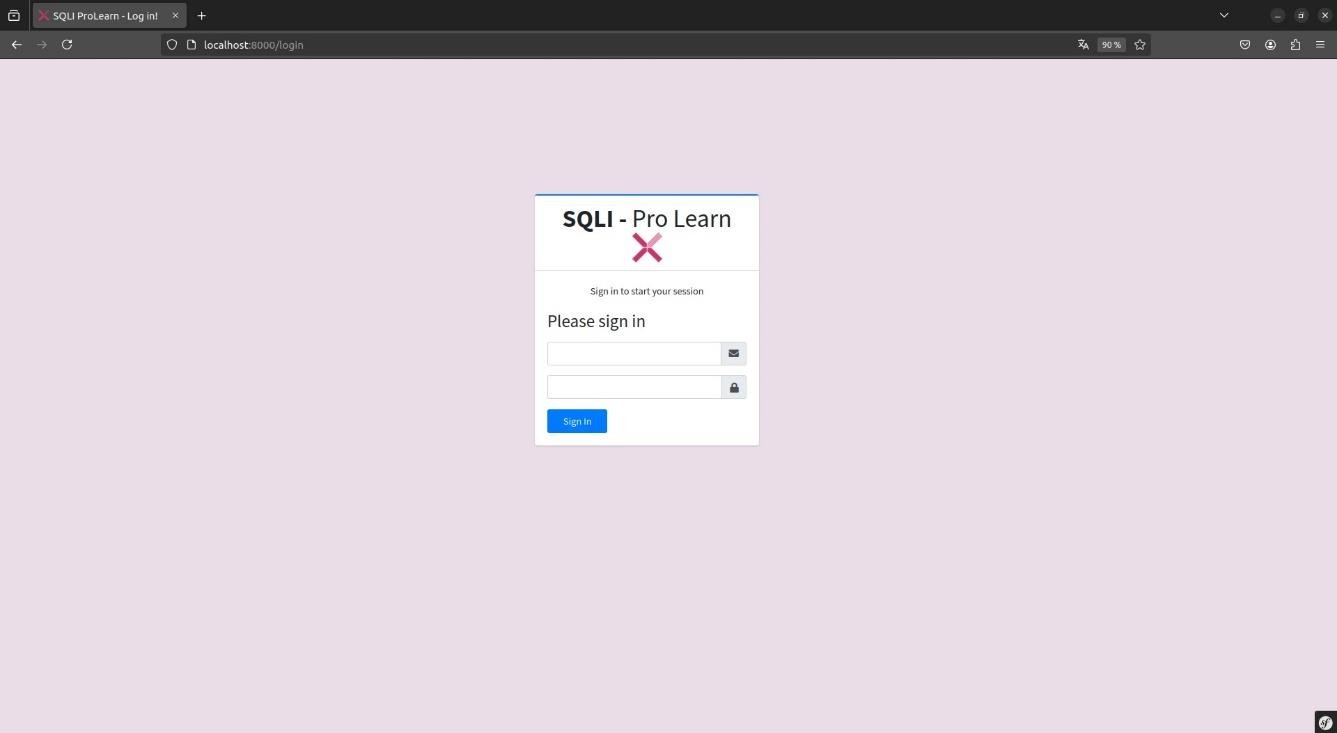 SQLI ProLearn - Log in!
localhost:8000/login
90 %
SQLI - Pro Learn
Sign in to start your session
Please sign in
Sign In
sf